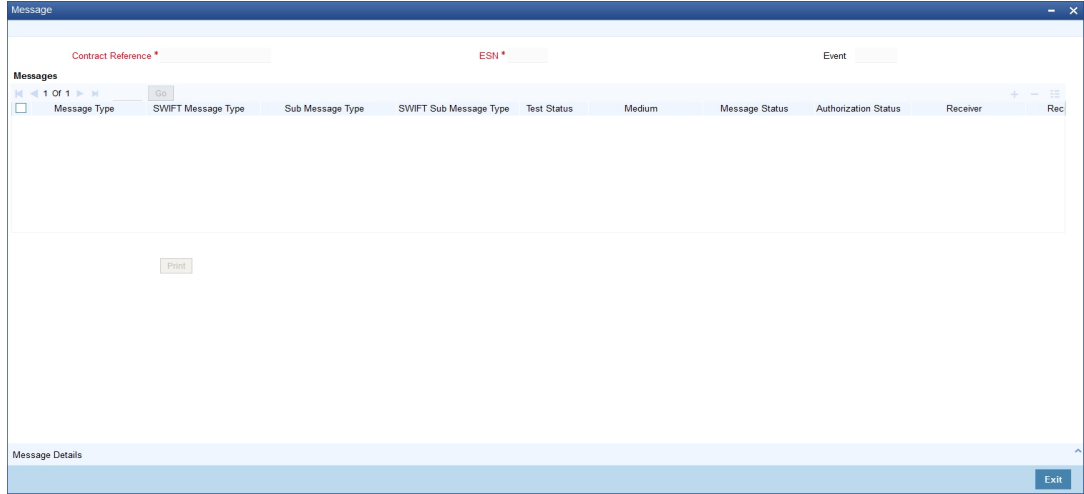 Message
Contract Reference * ESN * Event
Messages
1 Of 1 Go
Message Type SWIFT Message Type Sub Message Type SWIFT Sub Message Type Test Status Medium Message Status Authorization Status Receiver Rec
Print
Message Details
Exit